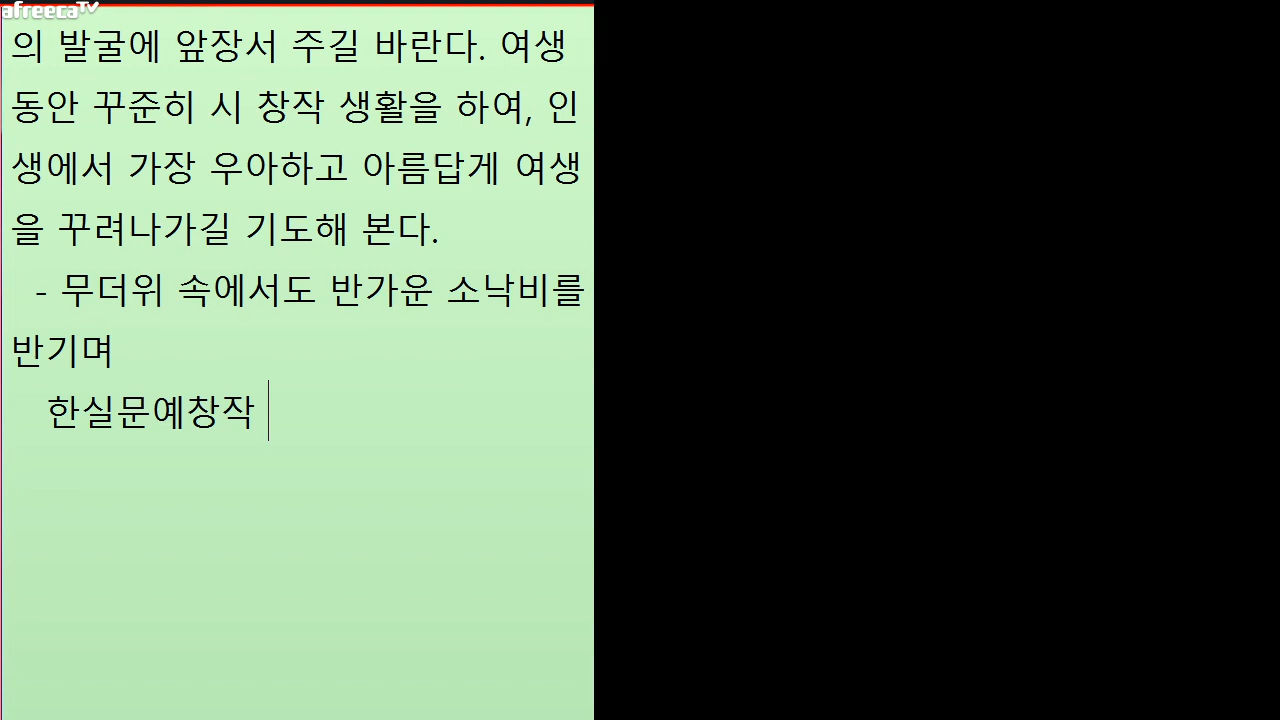 afreecaTV
의 발굴에 앞장서 주길 바란다. 여생
동안 꾸준히 시 창작 생활을 하여, 인
생에서 가장 우아하고 아름답게 여생
을 꾸려나가길 기도해 본다.
- 무더위 속에서도 반가운 소낙비를
반기며
한실문예창작